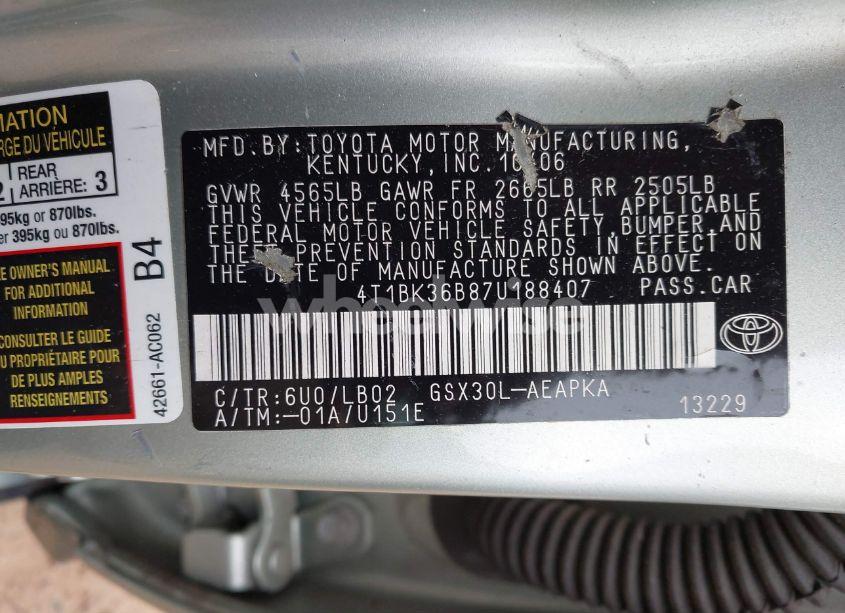 MATION
RGE DU VÉHICULE
2 REAR ARRIÈRE: 3
95kg or 870lbs.
er 395kg ou 870lbs.
E OWNER'S MANUAL
FOR ADDITIONAL
INFORMATION
CONSULTER LE GUIDE
U PROPRIÉTAIRE POUR
DE PLUS AMPLES
RENSEIGNEMENTS
42661-AC062 B4
MFD. BY: TOYOTA MOTOR MANUFACTURING,
KENTUCKY, INC.
GVWR 4565LB GAWR FR 2665LB RR 2505LB
THIS VEHICLE CONFORMS TO ALL APPLICABLE
FEDERAL MOTOR VEHICLE SAFETY, BUMPER, AND
THEFT PREVENTION STANDARDS IN EFFECT ON
THE DATE OF MANUFACTURE SHOWN ABOVE.
4T1BK36B87U188407 PASS. CAR
wheelwise
C/TR: 6U0/LB02 GSX30L-AEAPKA
A/TM: -01A/U151E 13229